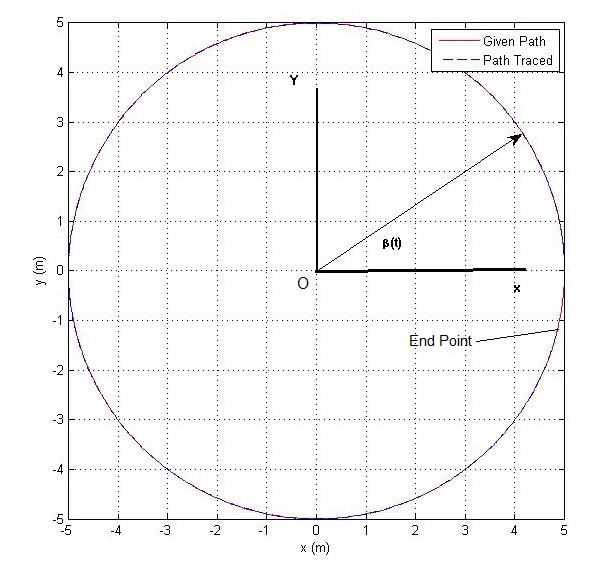 5
4
3
2
1
0
-1
-2
-3
-4
-5
y (m)
Given Path
Path Traced
Y
β(t)
O
x
End Point
-5 -4 -3 -2 -1 0 1 2 3 4 5
x (m)